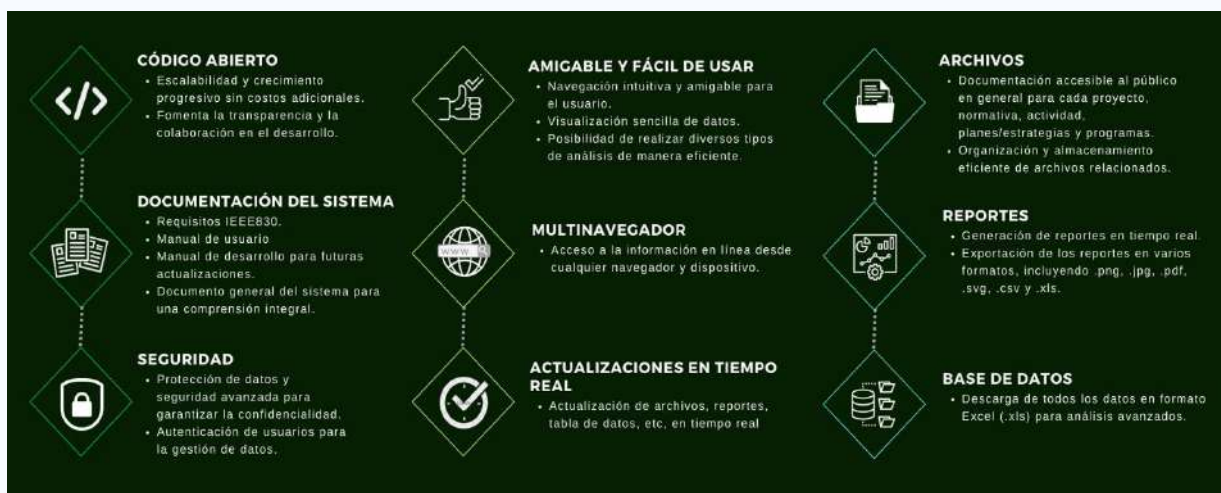 </>
CÓDIGO ABIERTO
• Escalabilidad y crecimiento
progresivo sin costos adicionales.
• Fomenta la transparencia y la
colaboración en el desarrollo.
DOCUMENTACIÓN DEL SISTEMA
• Requisitos IEEE830.
• Manual de usuario
• Manual de desarrollo para futuras
actualizaciones.
• Documento general del sistema para
una comprensión integral.
SEGURIDAD
• Protección de datos y
seguridad avanzada para
garantizar la confidencialidad.
• Autenticación de usuarios para
la gestión de datos.
AMIGABLE Y FÁCIL DE USAR
• Navegación intuitiva y amigable para
el usuario.
• Visualización sencilla de datos.
• Posibilidad de realizar diversos tipos
de análisis de manera eficiente.
WWW
MULTINAVEGADOR
• Acceso a la información en línea desde
cualquier navegador y dispositivo.
ACTUALIZACIONES EN TIEMPO
REAL
• Actualización de archivos, reportes,
tabla de datos, etc, en tiempo real
ARCHIVOS
• Documentación accesible al público
en general para cada proyecto,
normativa, actividad,
planes/estrategias y programas.
• Organización y almacenamiento
eficiente de archivos relacionados.
REPORTES
• Generación de reportes en tiempo real.
• Exportación de los reportes en varios
formatos, incluyendo .png, .jpg, .pdf,
.svg, .csv y .xls.
BASE DE DATOS
• Descarga de todos los datos en formato
Excel (.xls) para análisis avanzados.